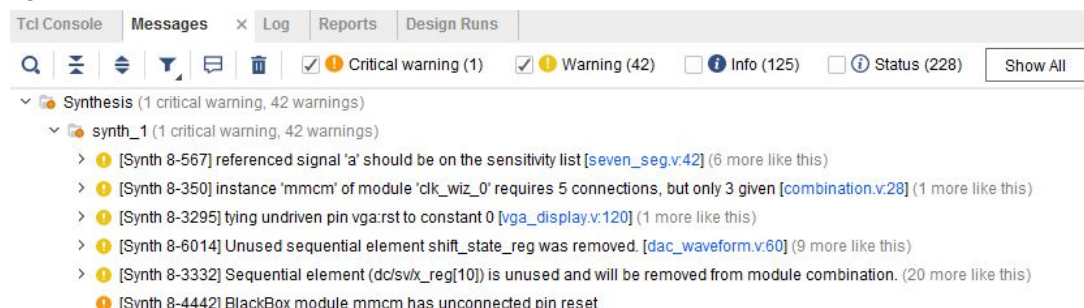 Tcl Console Messages × Log Reports Design Runs
Critical warning (1) Warning (42) Info (125) Status (228) Show All
Synthesis (1 critical warning, 42 warnings)
synth_1 (1 critical warning, 42 warnings)
[Synth 8-567] referenced signal 'a' should be on the sensitivity list [seven_seg.v:42] (6 more like this)
[Synth 8-350] instance 'mmcm' of module 'clk_wiz_0' requires 5 connections, but only 3 given [combination.v:28] (1 more like this)
[Synth 8-3295] tying undriven pin vga:rst to constant 0 [vga_display.v:120] (1 more like this)
[Synth 8-6014] Unused sequential element shift_state_reg was removed. [dac_waveform.v:60] (9 more like this)
[Synth 8-3332] Sequential element (dc/sv/x_reg[10]) is unused and will be removed from module combination. (20 more like this)
[Synth 8-4442] BlackBox module mmcm has unconnected pin reset